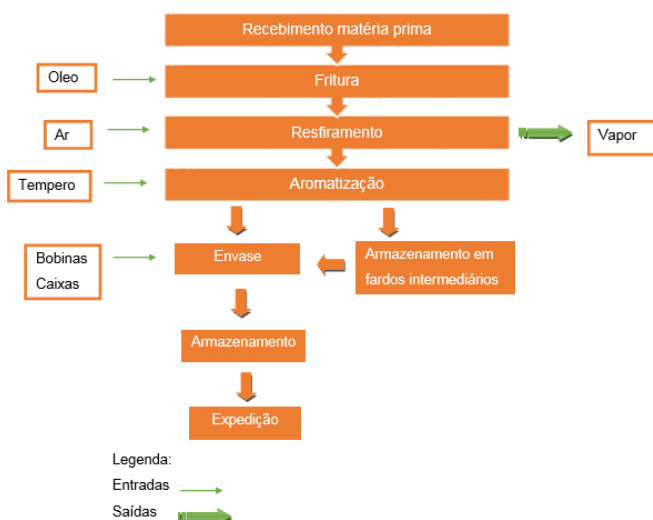 Recebimento matéria prima
Oleo
Fritura
Ar
Resfiramento
Vapor
Tempero
Aromatização
Bobinas
Caixas
Envase
Armazenamento em
fardos intermediários
Armazenamento
Expedição
Legenda:
Entradas
Saídas